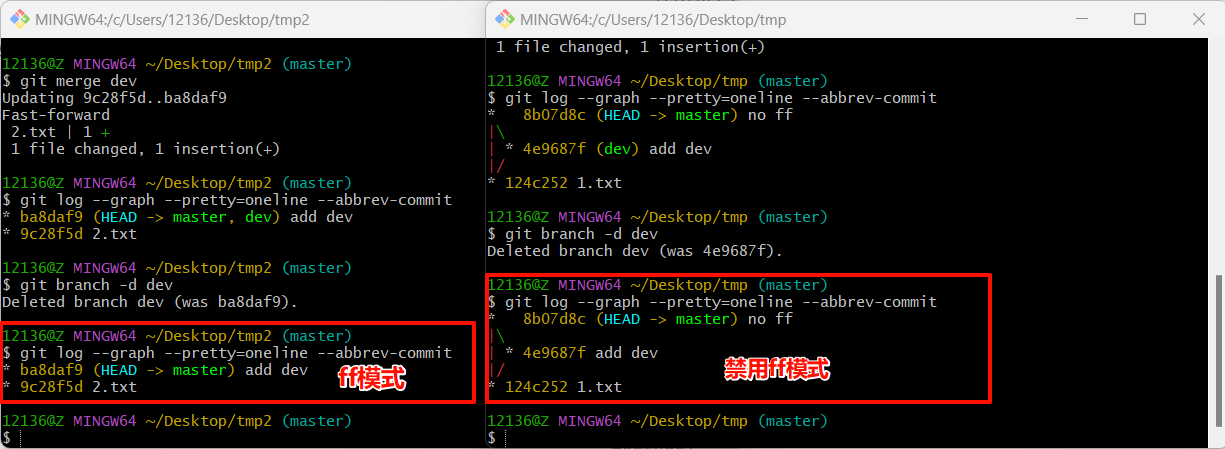 MINGW64:/c/Users/12136/Desktop/tmp2
12136@Z MINGW64 ~/Desktop/tmp2 (master)
$ git merge dev
Updating 9c28f5d..ba8daf9
Fast-forward
 2.txt | 1 +
 1 file changed, 1 insertion(+)
12136@Z MINGW64 ~/Desktop/tmp2 (master)
$ git log --graph --pretty=oneline --abbrev-commit
* ba8daf9 (HEAD -> master, dev) add dev
* 9c28f5d 2.txt
12136@Z MINGW64 ~/Desktop/tmp2 (master)
$ git branch -d dev
Deleted branch dev (was ba8daf9).
12136@Z MINGW64 ~/Desktop/tmp2 (master)
$ git log --graph --pretty=oneline --abbrev-commit
* ba8daf9 (HEAD -> master) add dev
* 9c28f5d 2.txt
ff模式
12136@Z MINGW64 ~/Desktop/tmp2 (master)
$
MINGW64:/c/Users/12136/Desktop/tmp
 1 file changed, 1 insertion(+)
12136@Z MINGW64 ~/Desktop/tmp (master)
$ git log --graph --pretty=oneline --abbrev-commit
*   8b07d8c (HEAD -> master) no ff
|\
| * 4e9687f (dev) add dev
|/
* 124c252 1.txt
12136@Z MINGW64 ~/Desktop/tmp (master)
$ git branch -d dev
Deleted branch dev (was 4e9687f).
12136@Z MINGW64 ~/Desktop/tmp (master)
$ git log --graph --pretty=oneline --abbrev-commit
*   8b07d8c (HEAD -> master) no ff
|\
| * 4e9687f add dev
|/
* 124c252 1.txt
禁用ff模式
12136@Z MINGW64 ~/Desktop/tmp (master)
$